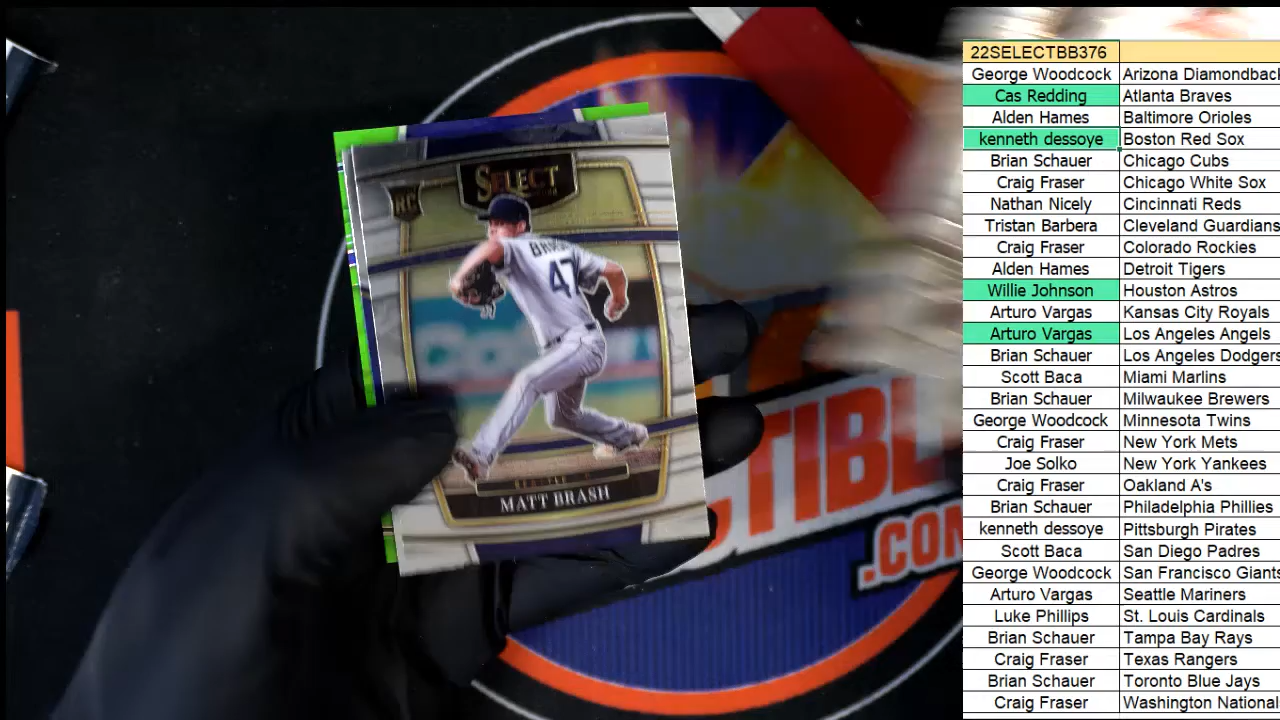 SELECT
RC
47
MATT BRASH
TIBL
.COM
22SELECTBB376
George Woodcock Arizona Diamondback
Cas Redding Atlanta Braves
Alden Hames Baltimore Orioles
kenneth dessoye Boston Red Sox
Brian Schauer Chicago Cubs
Craig Fraser Chicago White Sox
Nathan Nicely Cincinnati Reds
Tristan Barbera Cleveland Guardians
Craig Fraser Colorado Rockies
Alden Hames Detroit Tigers
Willie Johnson Houston Astros
Arturo Vargas Kansas City Royals
Arturo Vargas Los Angeles Angels
Brian Schauer Los Angeles Dodgers
Scott Baca Miami Marlins
Brian Schauer Milwaukee Brewers
George Woodcock Minnesota Twins
Craig Fraser New York Mets
Joe Solko New York Yankees
Craig Fraser Oakland A's
Brian Schauer Philadelphia Phillies
kenneth dessoye Pittsburgh Pirates
Scott Baca San Diego Padres
George Woodcock San Francisco Giants
Arturo Vargas Seattle Mariners
Luke Phillips St. Louis Cardinals
Brian Schauer Tampa Bay Rays
Craig Fraser Texas Rangers
Brian Schauer Toronto Blue Jays
Craig Fraser Washington National